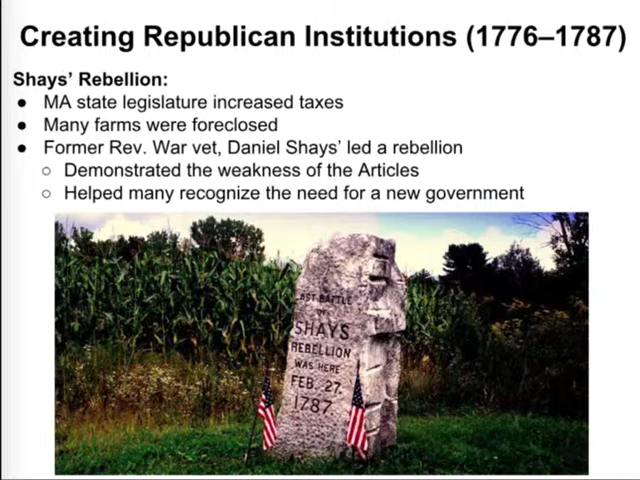 Creating Republican Institutions (1776–1787)
Shays' Rebellion:
● MA state legislature increased taxes
● Many farms were foreclosed
● Former Rev. War vet, Daniel Shays' led a rebellion
○ Demonstrated the weakness of the Articles
○ Helped many recognize the need for a new government
LAST BATTLE
OF
SHAYS
REBELLION
WAS HERE
FEB. 27.
1787